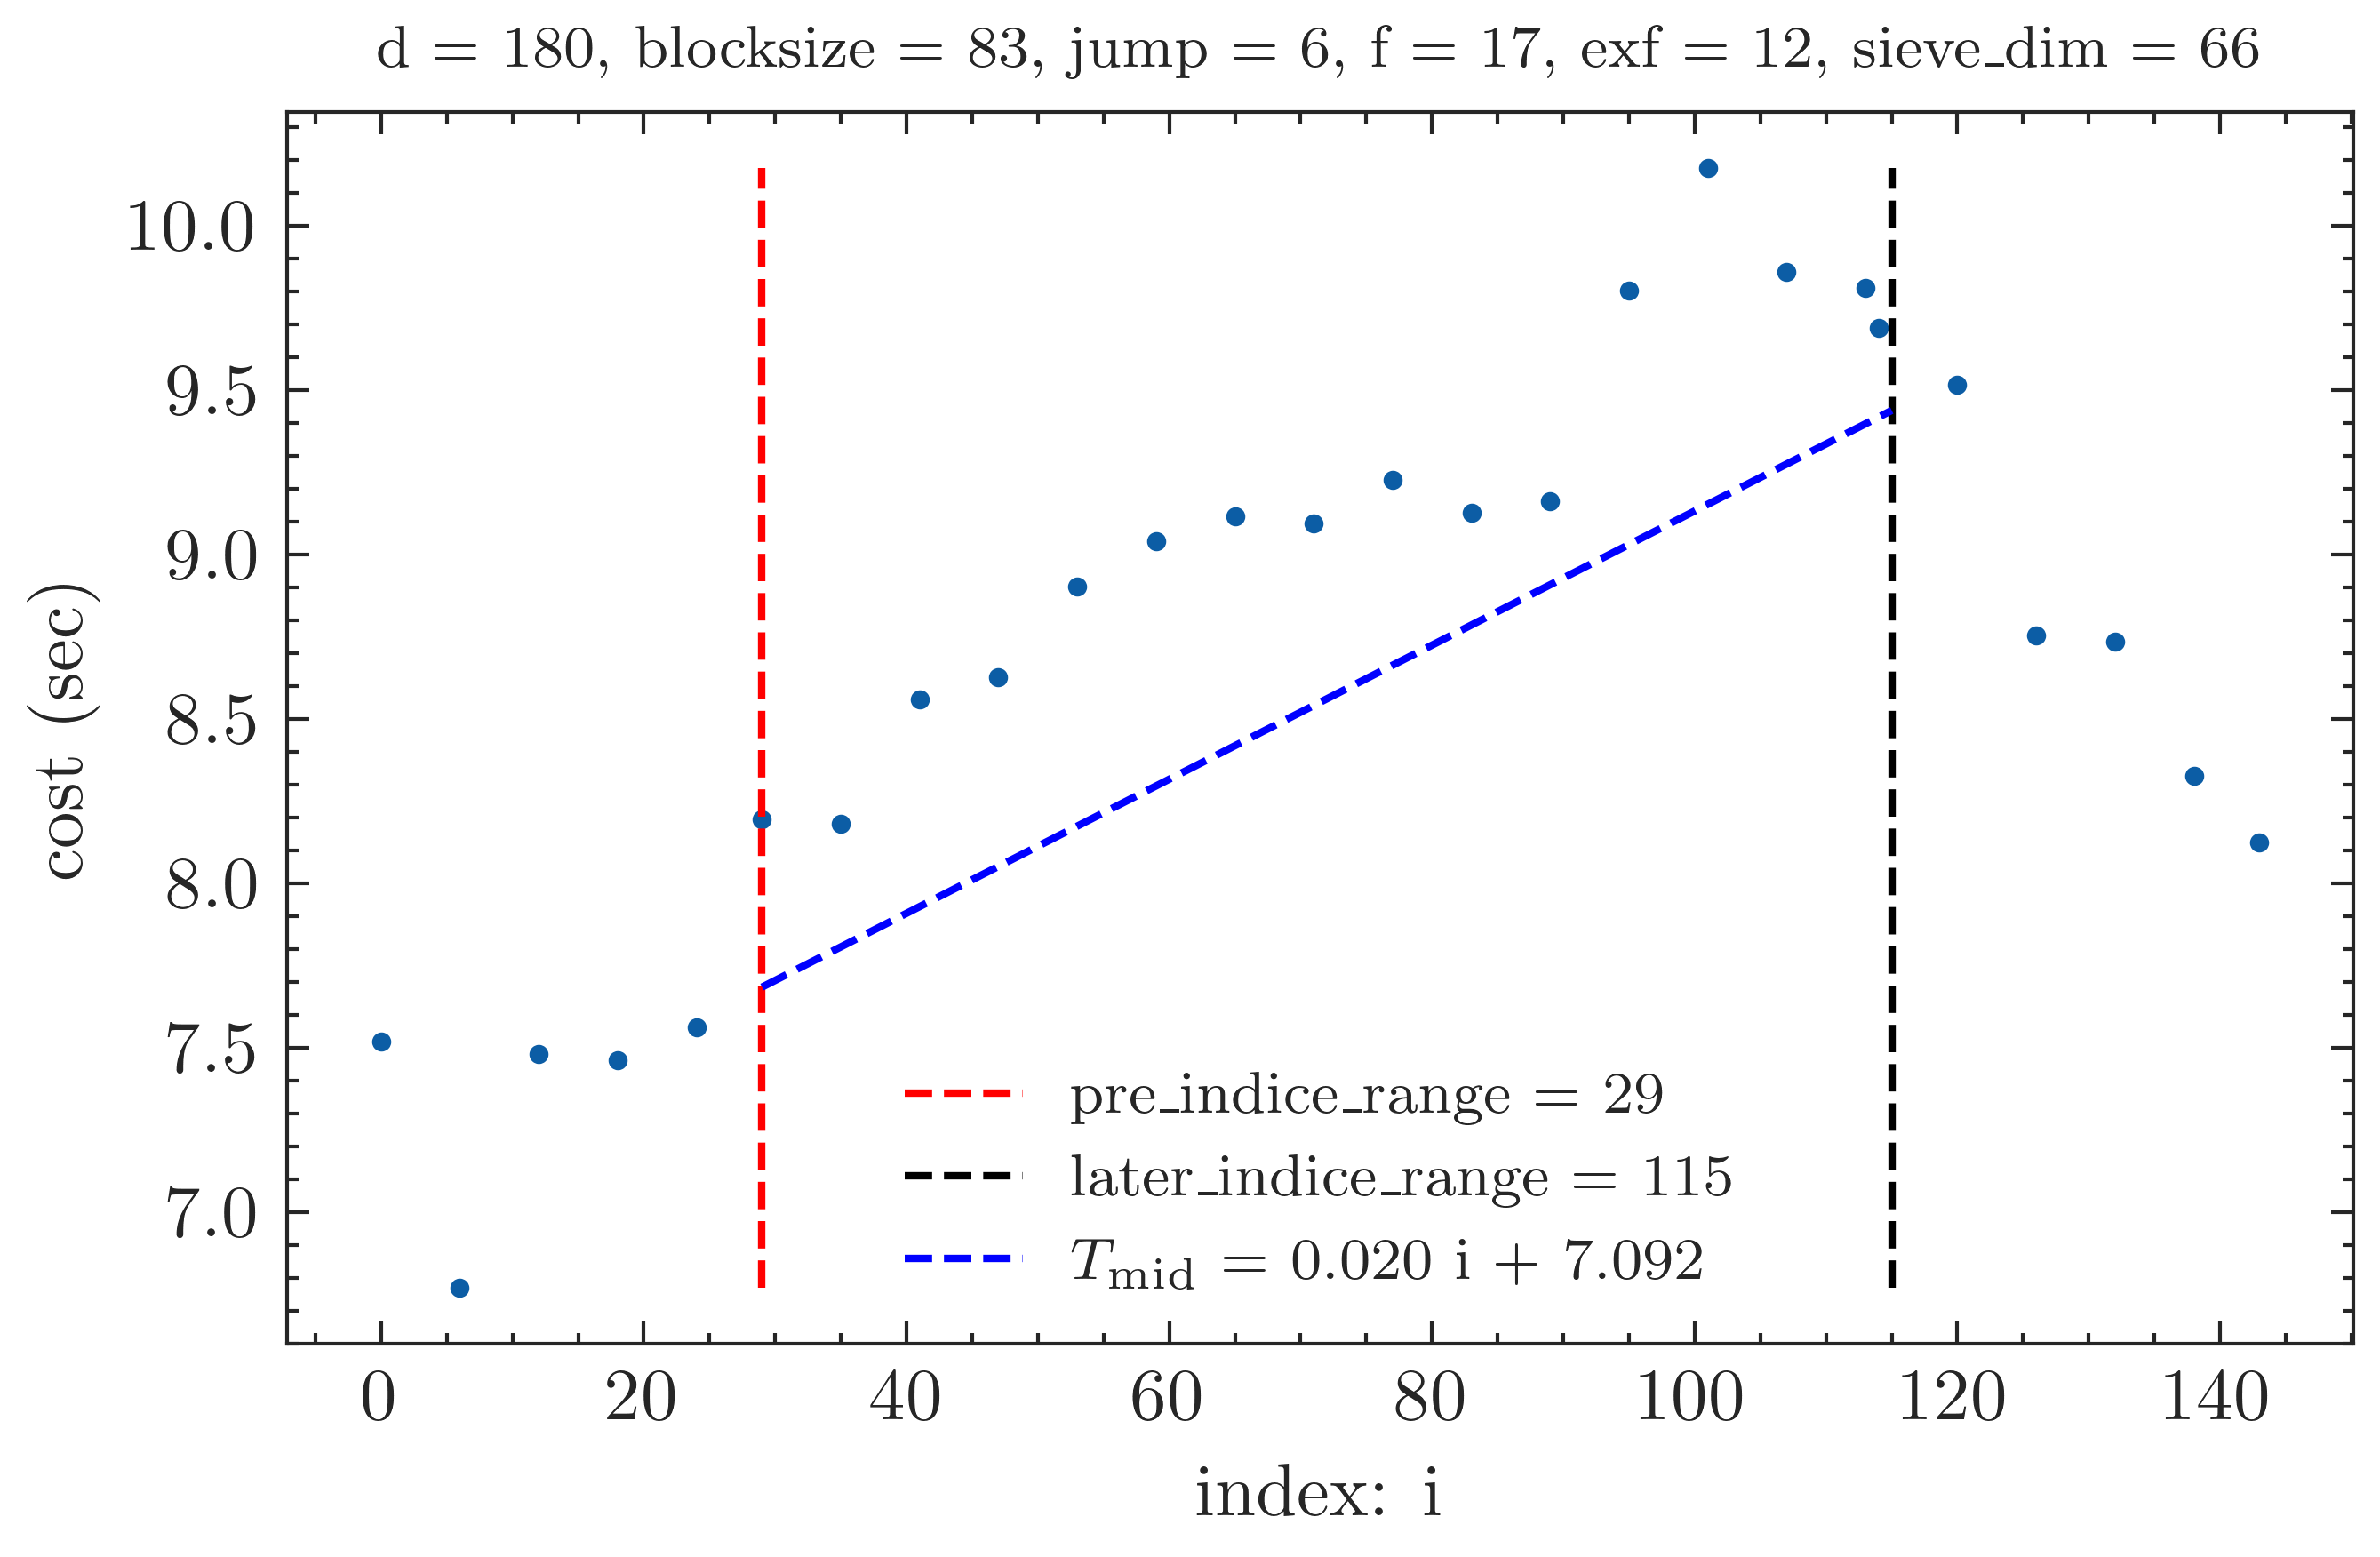 d = 180, blocksize = 83, jump = 6, f = 17, exf = 12, sieve_dim = 66
cost (sec)
10.0
9.5
9.0
8.5
8.0
7.5
7.0
pre_indice_range = 29
later_indice_range = 115
T_mid = 0.020 i + 7.092
0 20 40 60 80 100 120 140
index: i